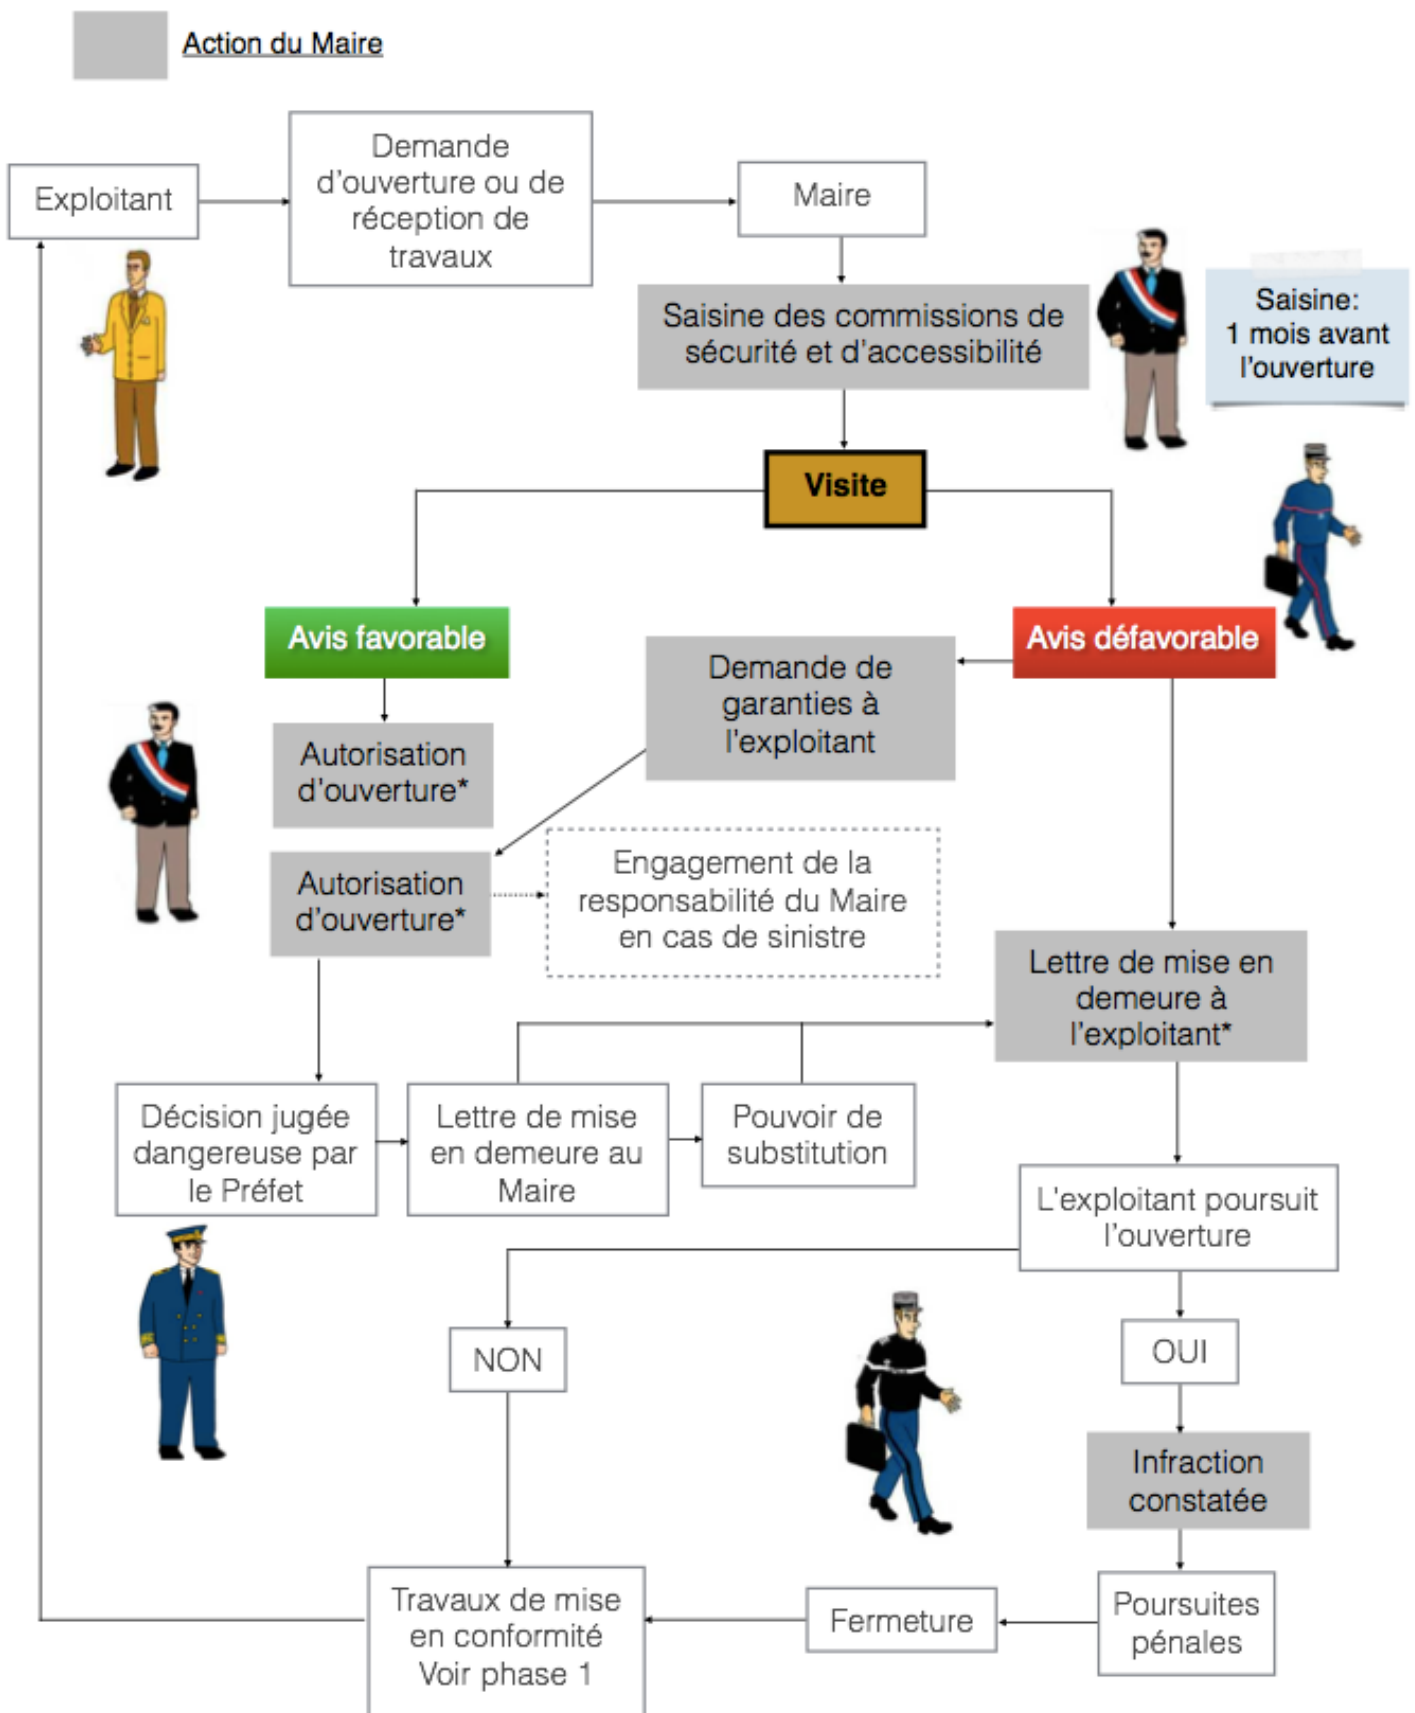 Action du Maire
Exploitant
Demande
d'ouverture ou de
réception de
travaux
Maire
Saisine des commissions de
sécurité et d'accessibilité
Saisine:
1 mois avant
l'ouverture
Visite
Avis favorable
Avis défavorable
Demande de
garanties à
l'exploitant
Autorisation
d'ouverture*
Autorisation
d'ouverture*
Engagement de la
responsabilité du Maire
en cas de sinistre
Lettre de mise en
demeure à
l'exploitant*
Décision jugée
dangereuse par
le Préfet
Lettre de mise
en demeure au
Maire
Pouvoir de
substitution
L'exploitant poursuit
l'ouverture
NON
OUI
Infraction
constatée
Travaux de mise
en conformité
Voir phase 1
Fermeture
Poursuites
pénales